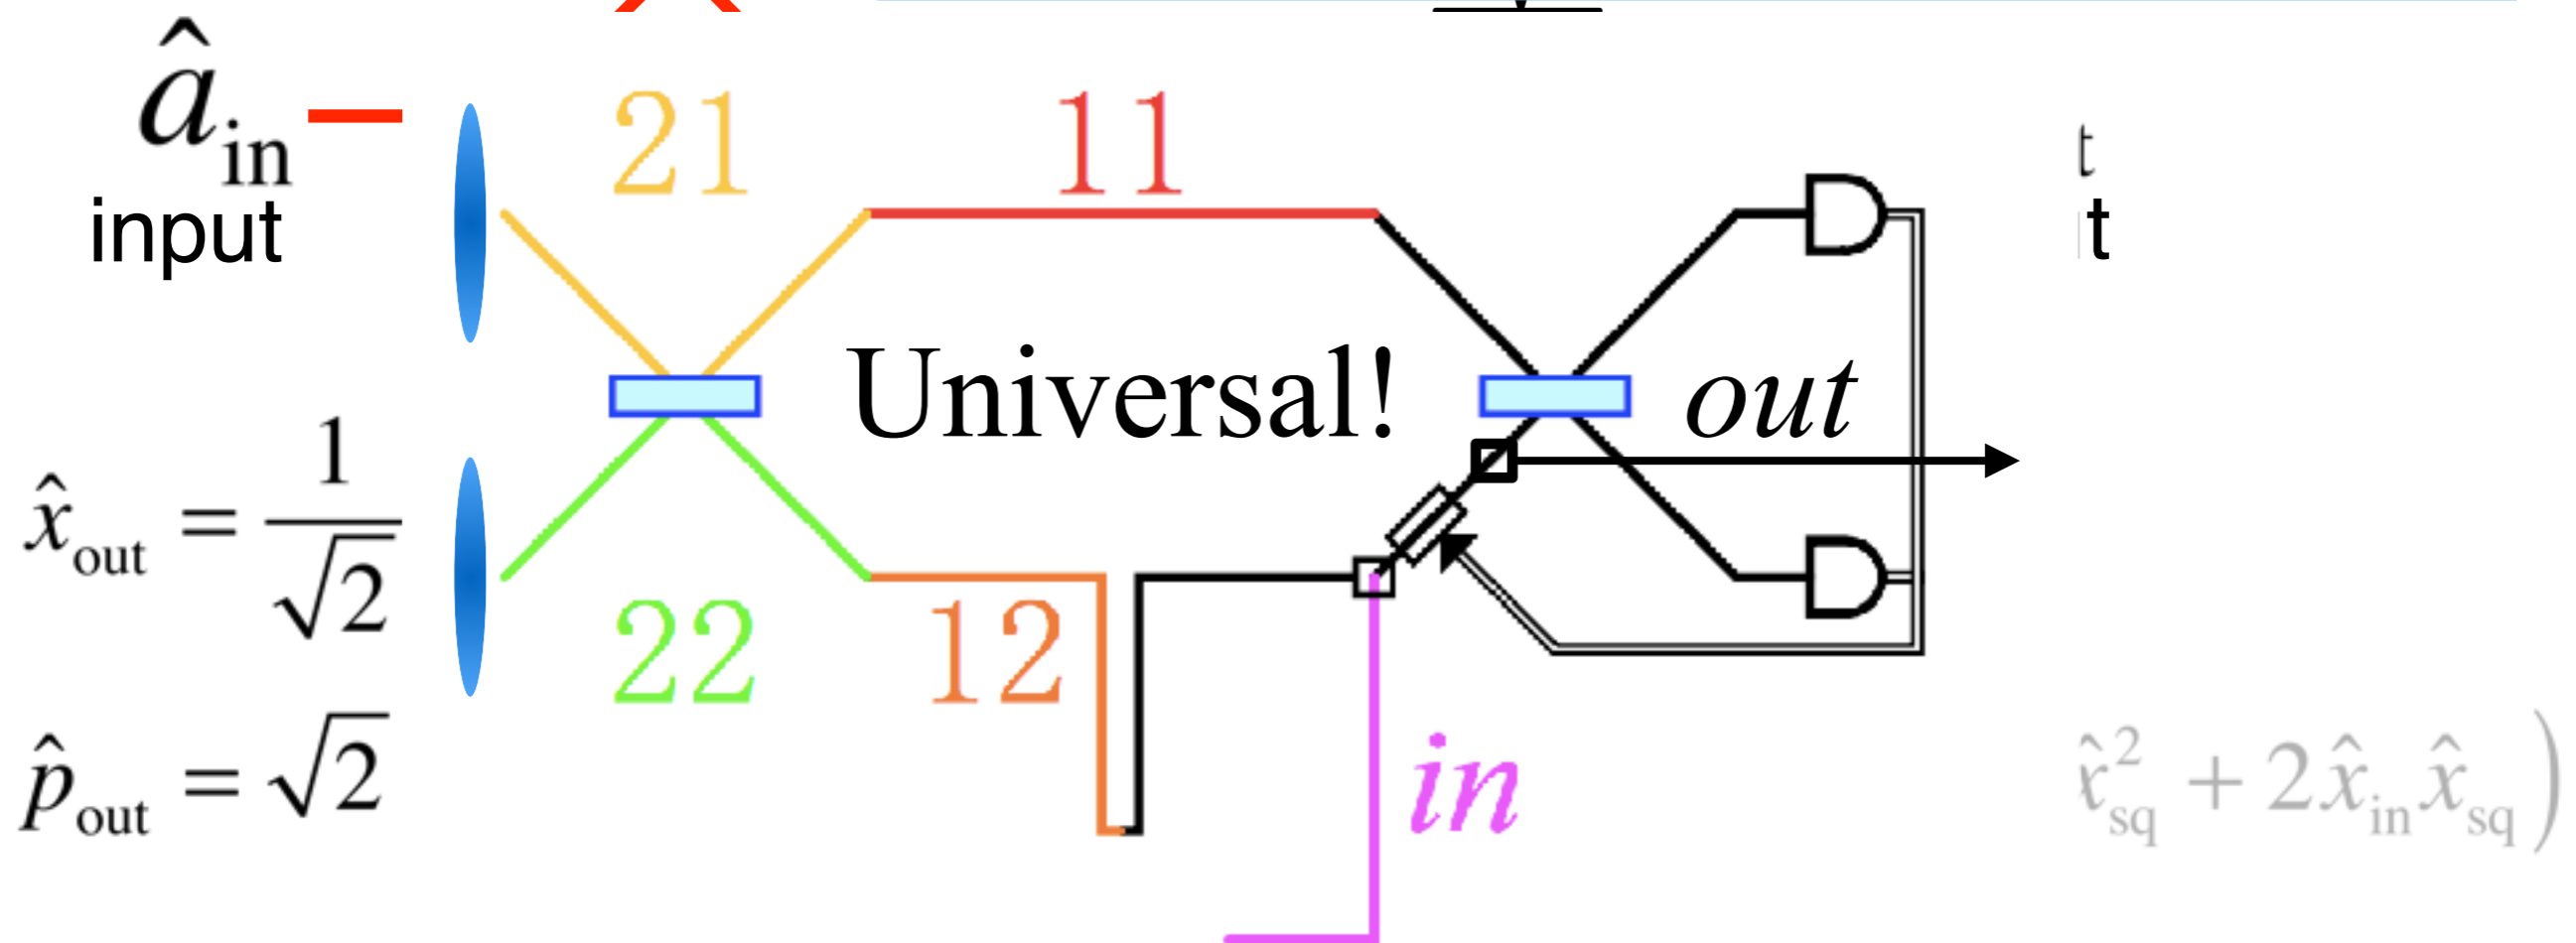 â_in
input
21
11
t
t
Universal!
out
x̂_out = 1/√2
22
12
p̂_out = √2
in
x̂²_sq + 2x̂_in x̂_sq)